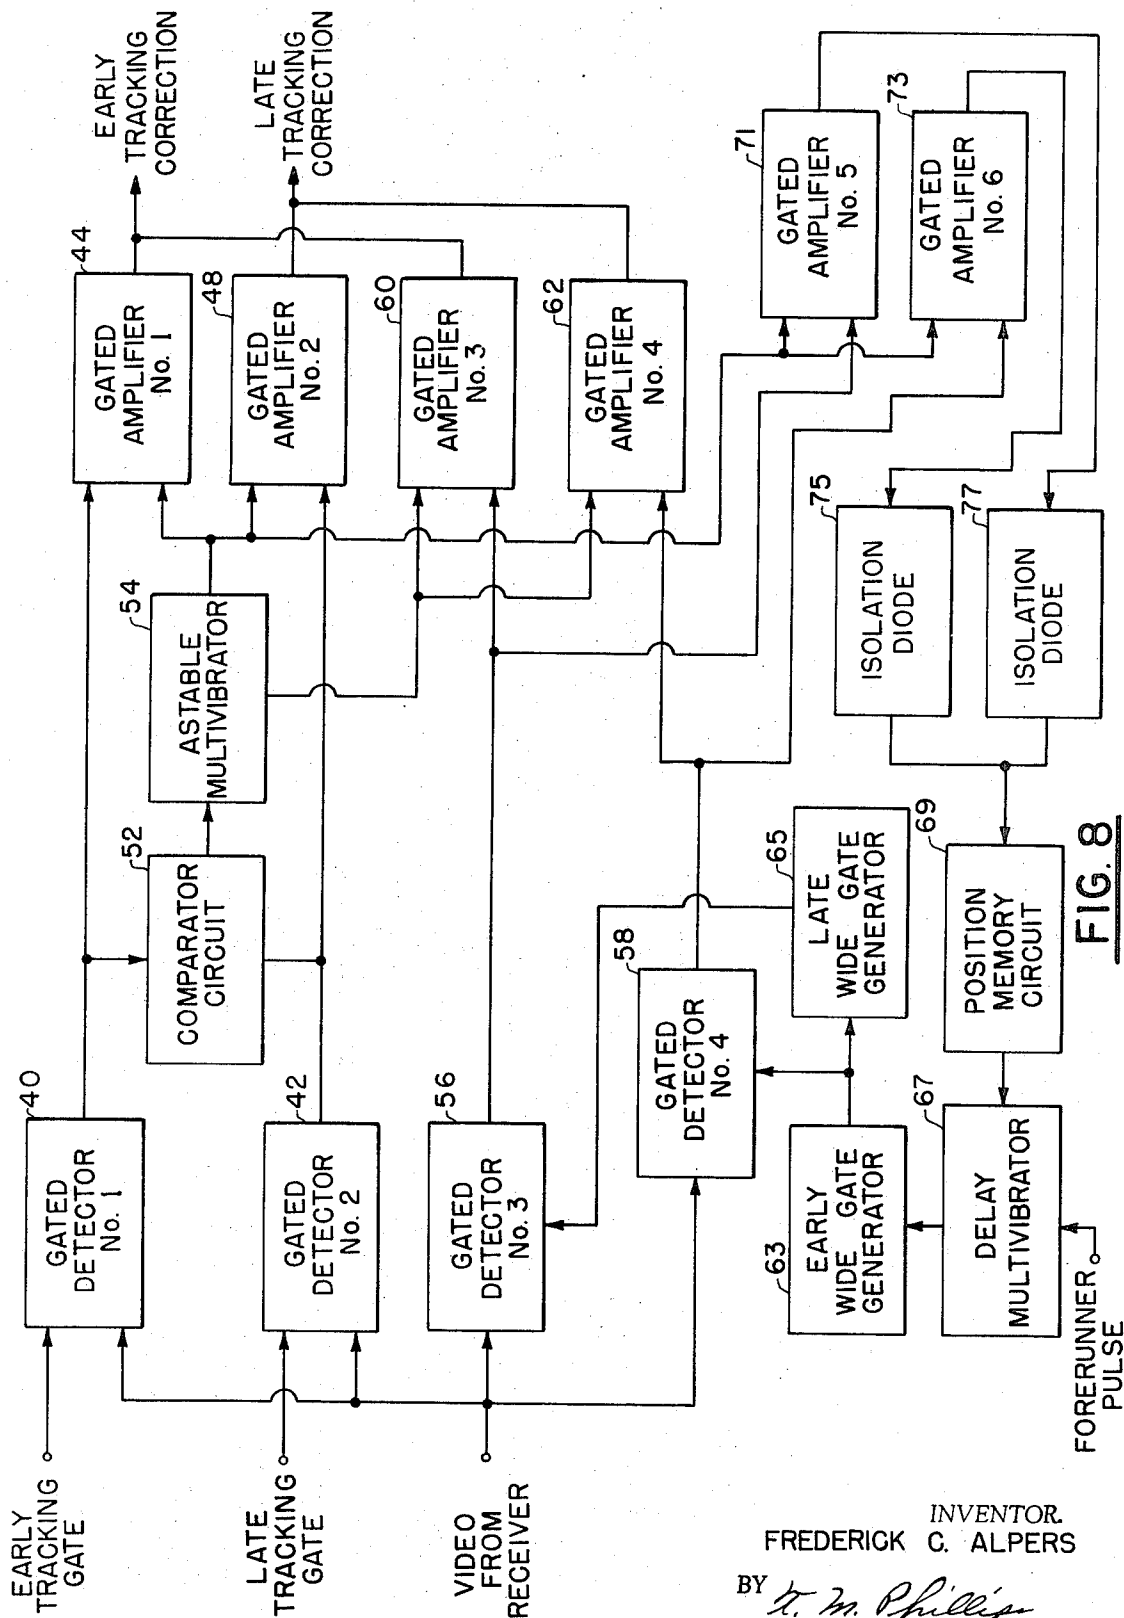 EARLY
TRACKING
GATE
LATE
TRACKING
GATE
VIDEO
FROM
RECEIVER
40
GATED
DETECTOR
No. 1
42
GATED
DETECTOR
No. 2
56
GATED
DETECTOR
No. 3
58
GATED
DETECTOR
No. 4
52
COMPARATOR
CIRCUIT
54
ASTABLE
MULTIVIBRATOR
44
GATED
AMPLIFIER
No. 1
48
GATED
AMPLIFIER
No. 2
60
GATED
AMPLIFIER
No. 3
62
GATED
AMPLIFIER
No. 4
EARLY
TRACKING
CORRECTION
LATE
TRACKING
CORRECTION
71
GATED
AMPLIFIER
No. 5
73
GATED
AMPLIFIER
No. 6
63
EARLY
WIDE GATE
GENERATOR
65
LATE
WIDE GATE
GENERATOR
67
DELAY
MULTIVIBRATOR
69
POSITION
MEMORY
CIRCUIT
75
ISOLATION
DIODE
77
ISOLATION
DIODE
FORERUNNER
PULSE
FIG. 8
INVENTOR.
FREDERICK C. ALPERS
BY K. M. Phillips